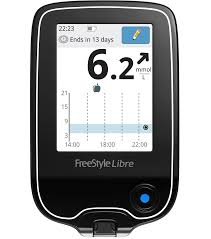 22:23
Ends in 13 days
6.2 mmol
L
21
15
9
3
14:00 18:00 22:00
FreeStyle Libre